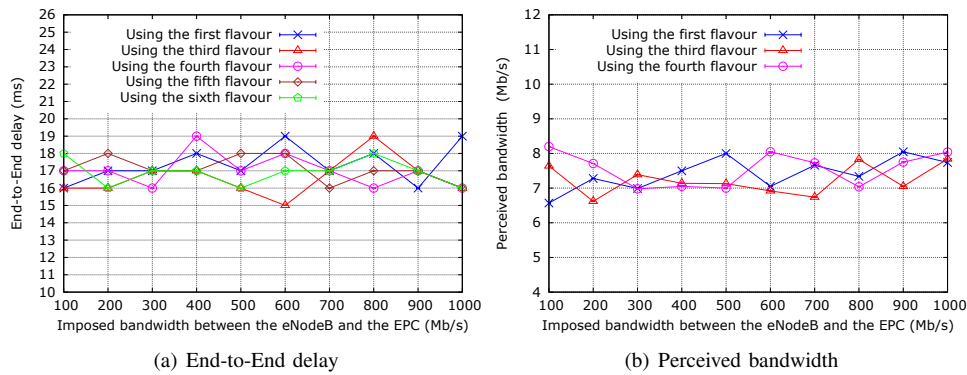 26
25
24
23
22
21
20
19
18
17
16
15
14
13
12
11
10
End-to-End delay (ms)
Using the first flavour
Using the third flavour
Using the fourth flavour
Using the fifth flavour
Using the sixth flavour
100 200 300 400 500 600 700 800 900 1000
Imposed bandwidth between the eNodeB and the EPC (Mb/s)
(a) End-to-End delay
12
11
10
9
8
7
6
5
4
Perceived bandwidth (Mb/s)
Using the first flavour
Using the third flavour
Using the fourth flavour
100 200 300 400 500 600 700 800 900 1000
Imposed bandwidth between the eNodeB and the EPC (Mb/s)
(b) Perceived bandwidth